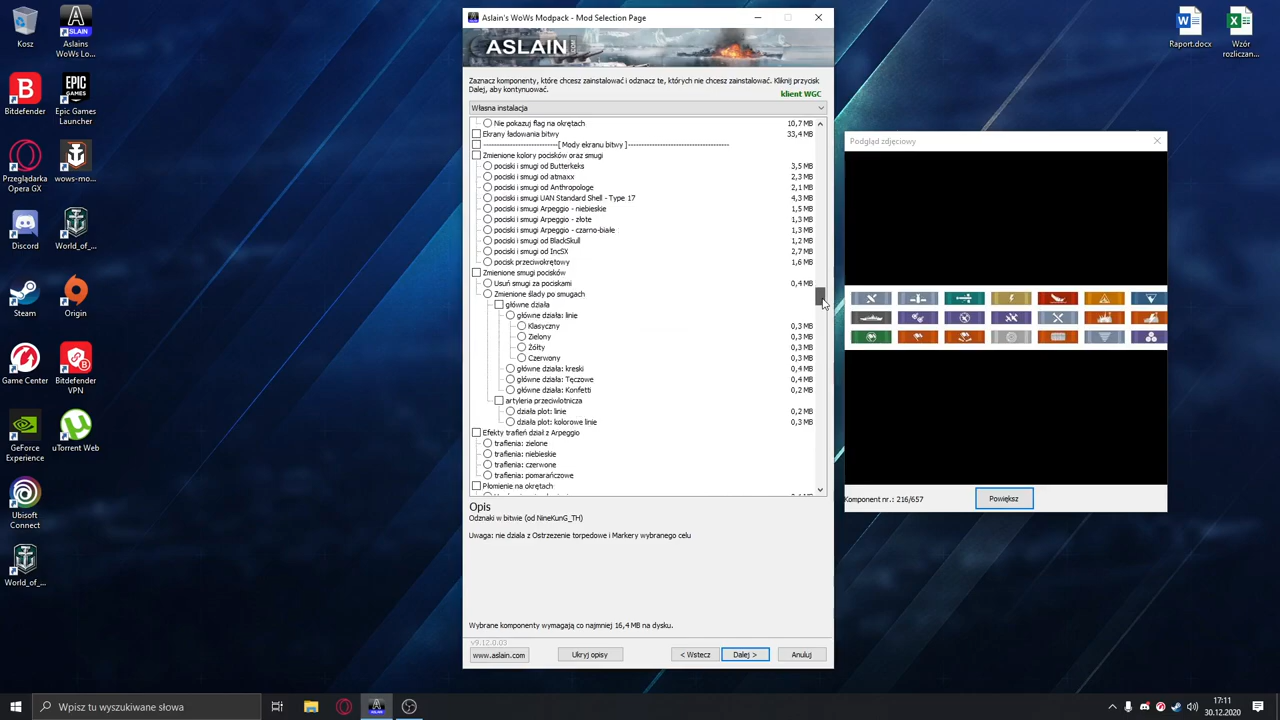 Kosz
Aslains
WoWs Lo...
Bitdefender
Epic Games
Launcher
Przeglądarka
wows-mo...
Discord
World_of_...
Steam
Origin
Game Center
Bitdefender
VPN
GeForce
Experience
uTorrent Web
Ubisoft
Connect
World_of_...
Raport.docx
Wzór
rozliczan...
Aslain's WoWs Modpack - Mod Selection Page
ASLAIN.COM
Zaznacz komponenty, które chcesz zainstalować i odznacz te, których nie chcesz zainstalować. Kliknij przycisk
Dalej, aby kontynuować.
klient WGC
Własna instalacja
Nie pokazuj flag na okrętach 10,7 MB
Ekrany ładowania bitwy 33,4 MB
---------------------------[ Mody ekranu bitwy ]-------------------------------------
Zmienione kolory pocisków oraz smugi
pociski i smugi od Butterkeks 3,5 MB
pociski i smugi od atmaxx 2,3 MB
pociski i smugi od Anthropologe 2,1 MB
pociski i smugi UAN Standard Shell - Type 17 4,3 MB
pociski i smugi Arpeggio - niebieskie 1,5 MB
pociski i smugi Arpeggio - złote 1,3 MB
pociski i smugi Arpeggio - czarno-białe 1,3 MB
pociski i smugi od BlackSkull 1,2 MB
pociski i smugi od IncSX 2,7 MB
pocisk przeciwokrętowy 1,6 MB
Zmienione smugi pocisków
Usuń smugi za pociskami 0,4 MB
Zmienione ślady po smugach
główne działa
główne działa: linie
Klasyczny 0,3 MB
Zielony 0,3 MB
Żółty 0,3 MB
Czerwony 0,3 MB
główne działa: kreski 0,4 MB
główne działa: Tęczowe 0,4 MB
główne działa: Konfetti 0,2 MB
artyleria przeciwlotnicza
działa plot: linie 0,2 MB
działa plot: kolorowe linie 0,3 MB
Efekty trafień dział z Arpeggio
trafienia: zielone
trafienia: niebieskie
trafienia: czerwone
trafienia: pomarańczowe
Płomienie na okrętach
Opis
Odznaki w bitwie (od NineKunG_TH)
Uwaga: nie dziala z Ostrzezenie torpedowe i Markery wybranego celu
Wybrane komponenty wymagają co najmniej 16,4 MB na dysku.
v9.12.0.03
www.aslain.com
Ukryj opisy
< Wstecz
Dalej >
Anuluj
Podgląd zdjęciowy
Komponent nr.: 216/657
Powiększ
Wpisz tu wyszukiwane słowa
17:11
30.12.2020